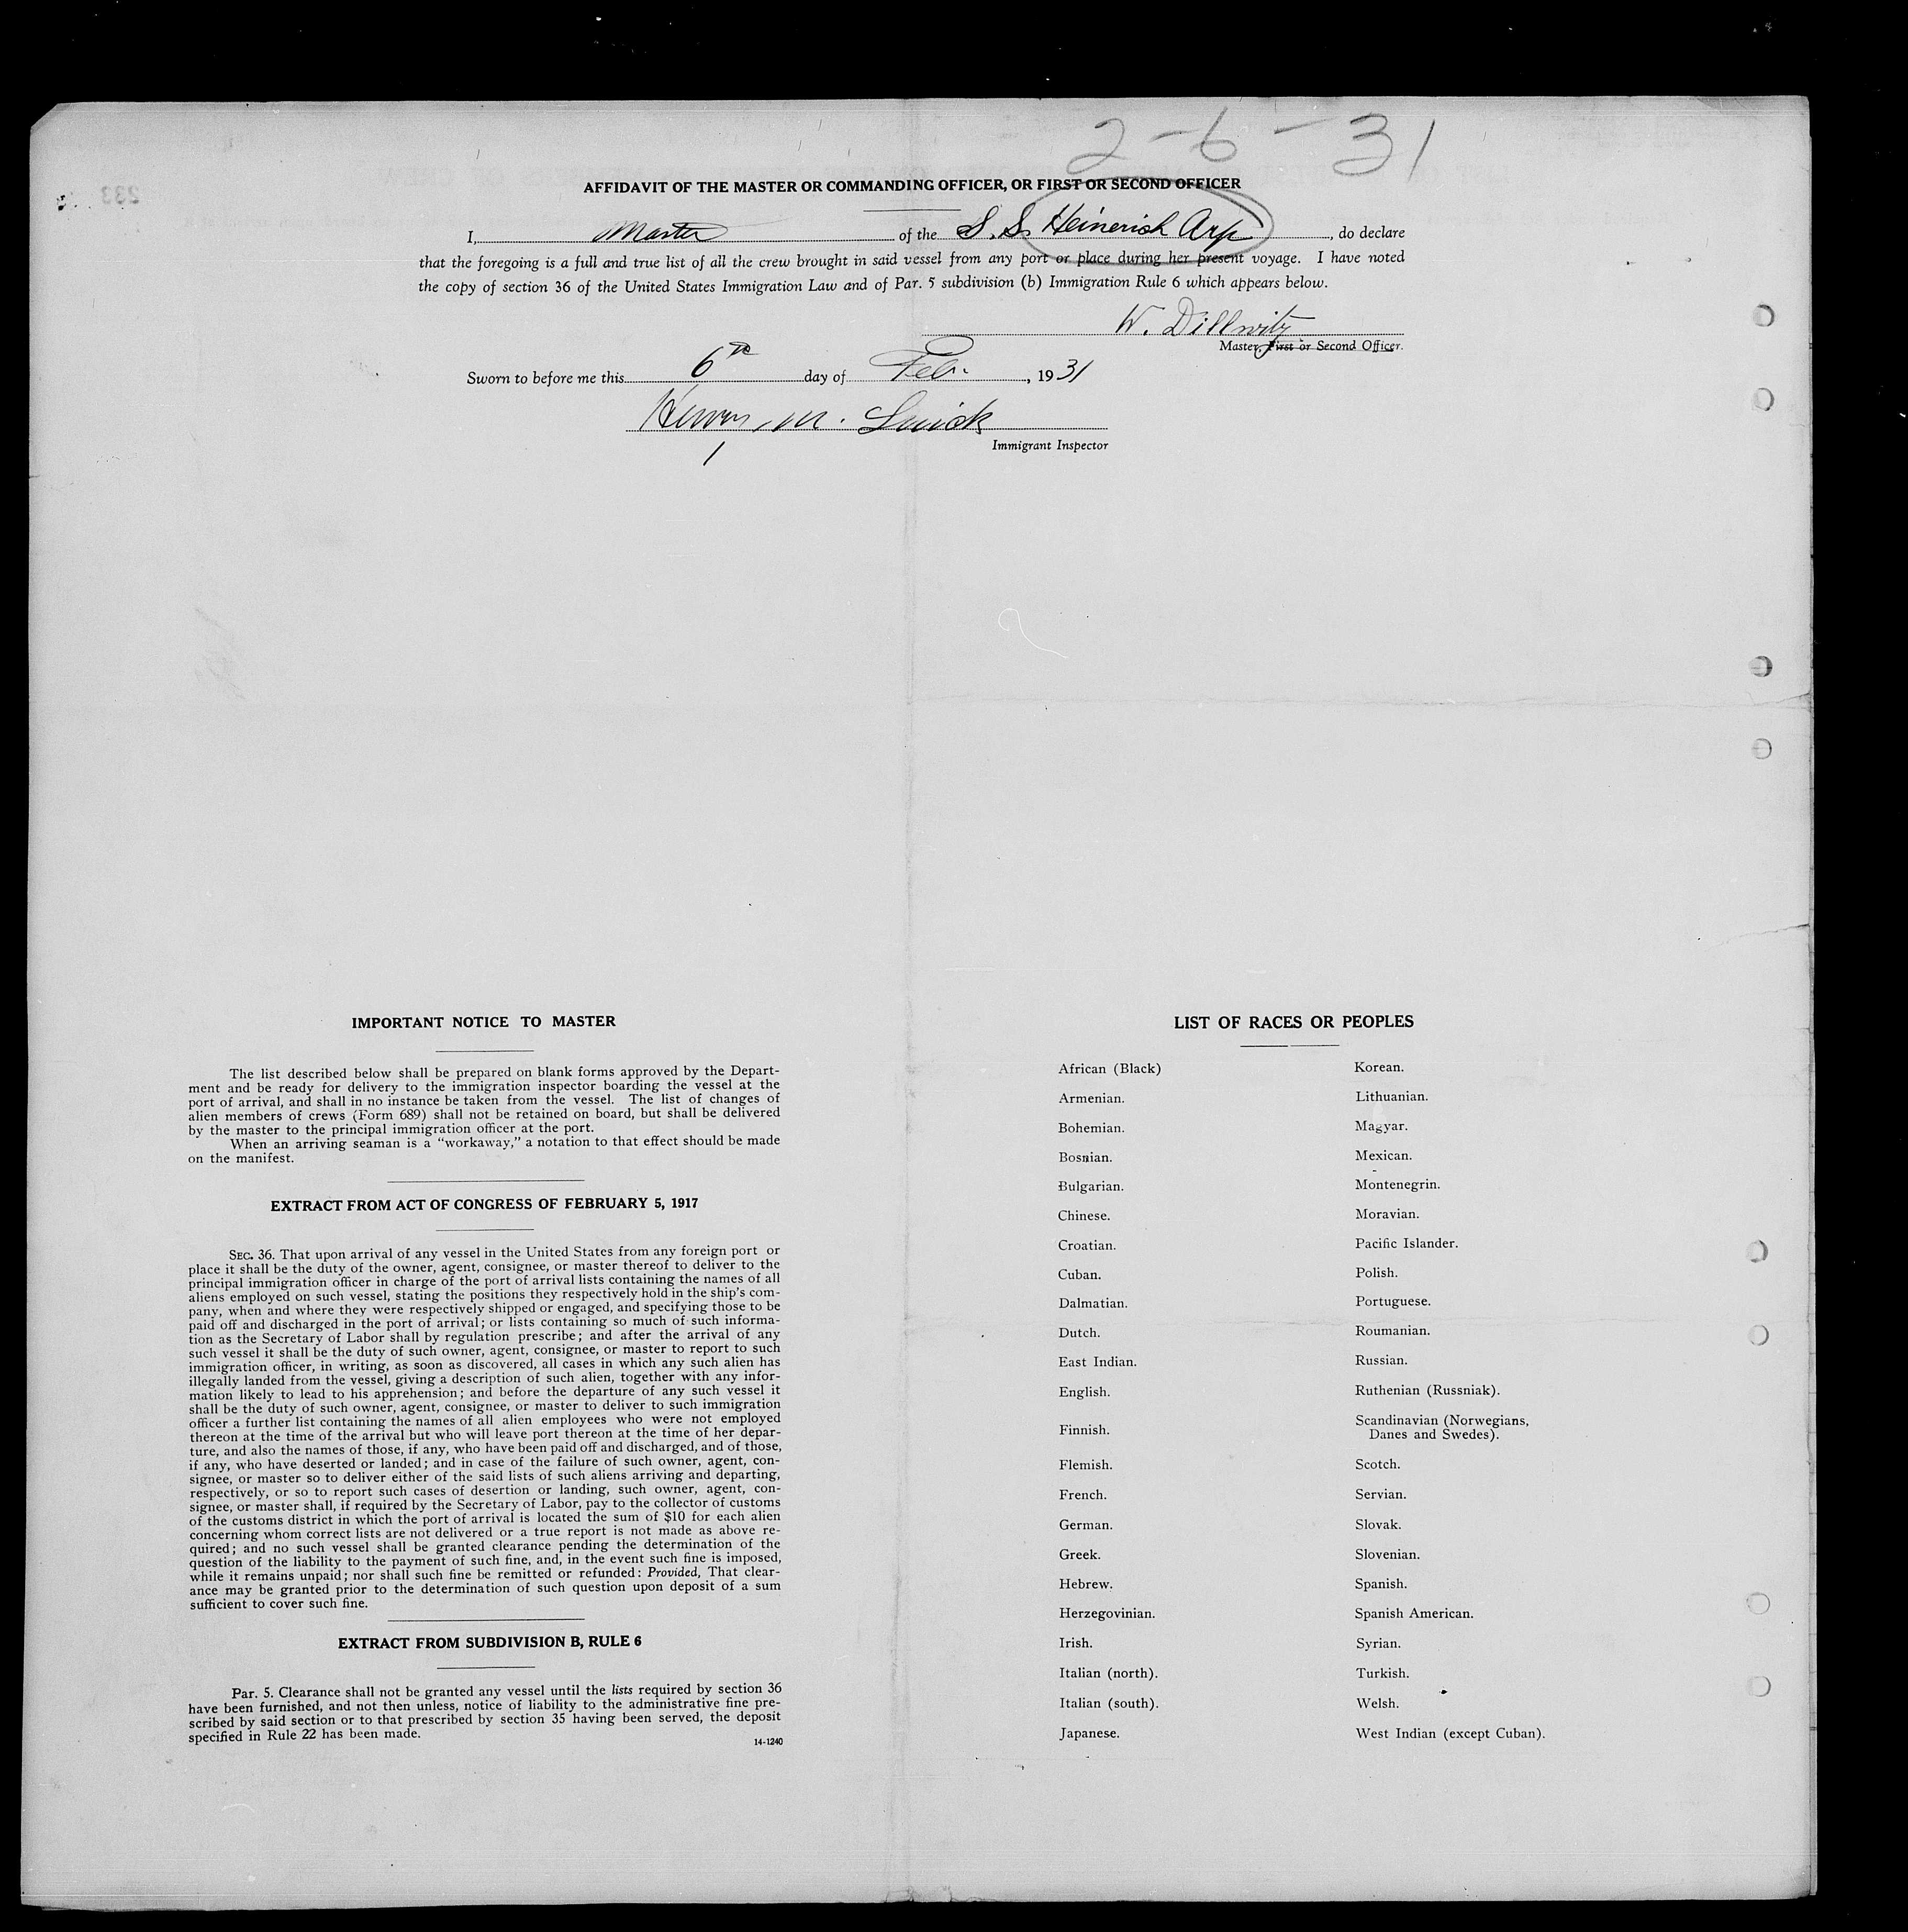 2-6-31
AFFIDAVIT OF THE MASTER OR COMMANDING OFFICER, OR FIRST OR SECOND OFFICER
I, Master of the S. S. Heinerich Arp, do declare
that the foregoing is a full and true list of all the crew brought in said vessel from any port or place during her present voyage. I have noted
the copy of section 36 of the United States Immigration Law and of Par. 5 subdivision (b) Immigration Rule 6 which appears below.
W. Dillwitz
Master, First or Second Officer.
Sworn to before me this 6th day of Feb., 1931
M.
Immigrant Inspector
IMPORTANT NOTICE TO MASTER
The list described below shall be prepared on blank forms approved by the Depart-
ment and be ready for delivery to the immigration inspector boarding the vessel at the
port of arrival, and shall in no instance be taken from the vessel. The list of changes of
alien members of crews (Form 689) shall not be retained on board, but shall be delivered
by the master to the principal immigration officer at the port.
When an arriving seaman is a “workaway,” a notation to that effect should be made
on the manifest.
EXTRACT FROM ACT OF CONGRESS OF FEBRUARY 5, 1917
SEC. 36. That upon arrival of any vessel in the United States from any foreign port or
place it shall be the duty of the owner, agent, consignee, or master thereof to deliver to the
principal immigration officer in charge of the port of arrival lists containing the names of all
aliens employed on such vessel, stating the positions they respectively hold in the ship's com-
pany, when and where they were respectively shipped or engaged, and specifying those to be
paid off and discharged in the port of arrival; or lists containing so much of such informa-
tion as the Secretary of Labor shall by regulation prescribe; and after the arrival of any
such vessel it shall be the duty of such owner, agent, consignee, or master to report to such
immigration officer, in writing, as soon as discovered, all cases in which any such alien has
illegally landed from the vessel, giving a description of such alien, together with any infor-
mation likely to lead to his apprehension; and before the departure of any such vessel it
shall be the duty of such owner, agent, consignee, or master to deliver to such immigration
officer a further list containing the names of all alien employees who were not employed
thereon at the time of the arrival but who will leave port thereon at the time of her depar-
ture, and also the names of those, if any, who have been paid off and discharged, and of those,
if any, who have deserted or landed; and in case of the failure of such owner, agent, con-
signee, or master so to deliver either of the said lists of such aliens arriving and departing,
respectively, or so to report such cases of desertion or landing, such owner, agent, con-
signee, or master shall, if required by the Secretary of Labor, pay to the collector of customs
of the customs district in which the port of arrival is located the sum of $10 for each alien
concerning whom correct lists are not delivered or a true report is not made as above re-
quired; and no such vessel shall be granted clearance pending the determination of the
question of the liability to the payment of such fine, and, in the event such fine is imposed,
while it remains unpaid; nor shall such fine be remitted or refunded: Provided, That clear-
ance may be granted prior to the determination of such question upon deposit of a sum
sufficient to cover such fine.
EXTRACT FROM SUBDIVISION B, RULE 6
Par. 5. Clearance shall not be granted any vessel until the lists required by section 36
have been furnished, and not then unless, notice of liability to the administrative fine pre-
scribed by said section or to that prescribed by section 35 having been served, the deposit
specified in Rule 22 has been made.
14-1240
LIST OF RACES OR PEOPLES
African (Black)
Armenian.
Bohemian.
Bosnian.
Bulgarian.
Chinese.
Croatian.
Cuban.
Dalmatian.
Dutch.
East Indian.
English.
Finnish.
Flemish.
French.
German.
Greek.
Hebrew.
Herzegovinian.
Irish.
Italian (north).
Italian (south).
Japanese.
Korean.
Lithuanian.
Magyar.
Mexican.
Montenegrin.
Moravian.
Pacific Islander.
Polish.
Portuguese.
Roumanian.
Russian.
Ruthenian (Russniak).
Scandinavian (Norwegians,
Danes and Swedes).
Scotch.
Servian.
Slovak.
Slovenian.
Spanish.
Spanish American.
Syrian.
Turkish.
Welsh.
West Indian (except Cuban).